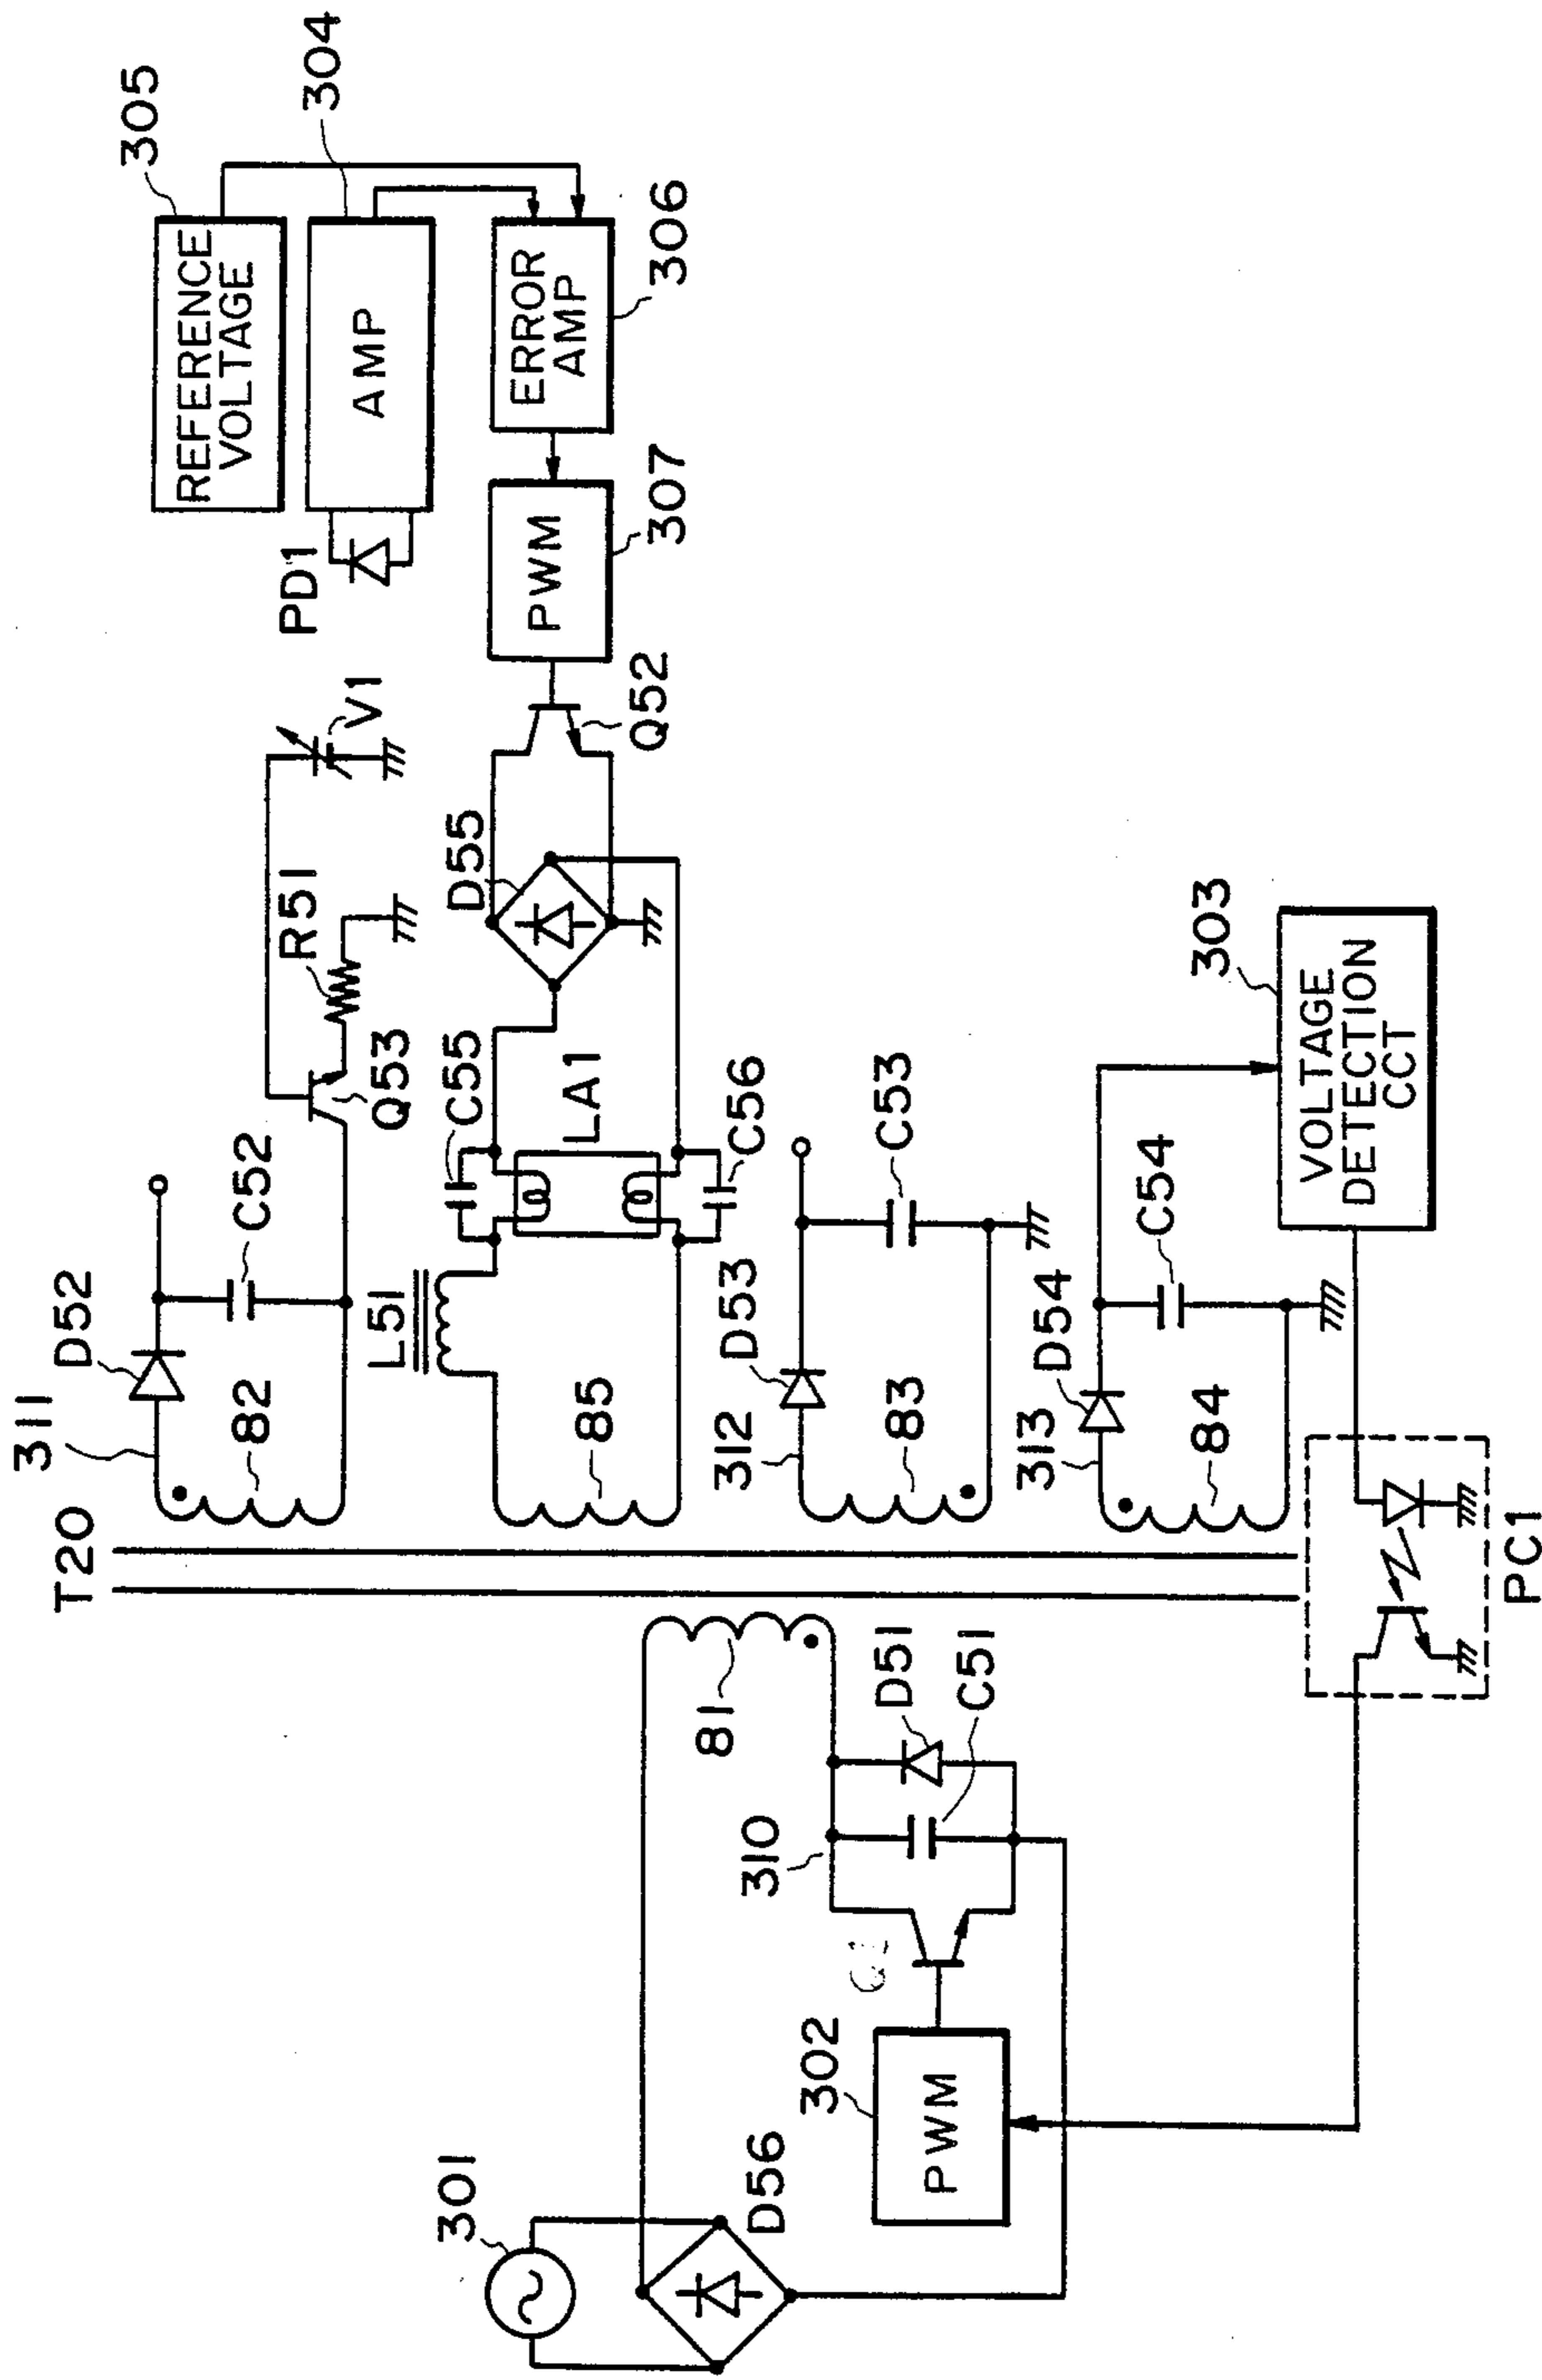 311
D52
82
C52
T20
L51
Q53
R51
V1
PD1
REFERENCE
VOLTAGE
305
AMP
304
85
C55
LA1
C56
D55
Q52
PWM
307
ERROR
AMP
306
312
D53
83
C53
313
D54
84
C54
VOLTAGE
DETECTION
CCT
303
PC1
301
D56
302
PWM
310
81
D51
C51